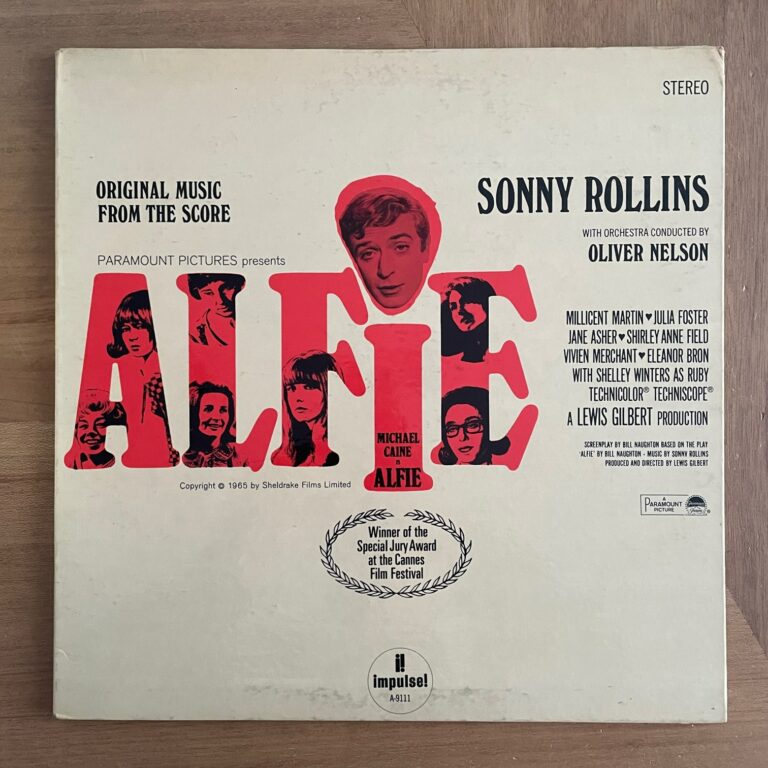 STEREO
ORIGINAL MUSIC
FROM THE SCORE
SONNY ROLLINS
WITH ORCHESTRA CONDUCTED BY
OLIVER NELSON
PARAMOUNT PICTURES presents
ALFIE
MICHAEL
CAINE
is
ALFIE
MILLICENT MARTIN ♥ JULIA FOSTER
JANE ASHER ♥ SHIRLEY ANNE FIELD
VIVIEN MERCHANT ♥ ELEANOR BRON
WITH SHELLEY WINTERS AS RUBY
TECHNICOLOR® TECHNISCOPE®
A LEWIS GILBERT PRODUCTION
SCREENPLAY BY BILL NAUGHTON BASED ON THE PLAY
'ALFIE' BY BILL NAUGHTON - MUSIC BY SONNY ROLLINS
PRODUCED AND DIRECTED BY LEWIS GILBERT
A
PARAMOUNT
PICTURE
Copyright © 1965 by Sheldrake Films Limited
Winner of the
Special Jury Award
at the Cannes
Film Festival
i!
impulse!
A-9111